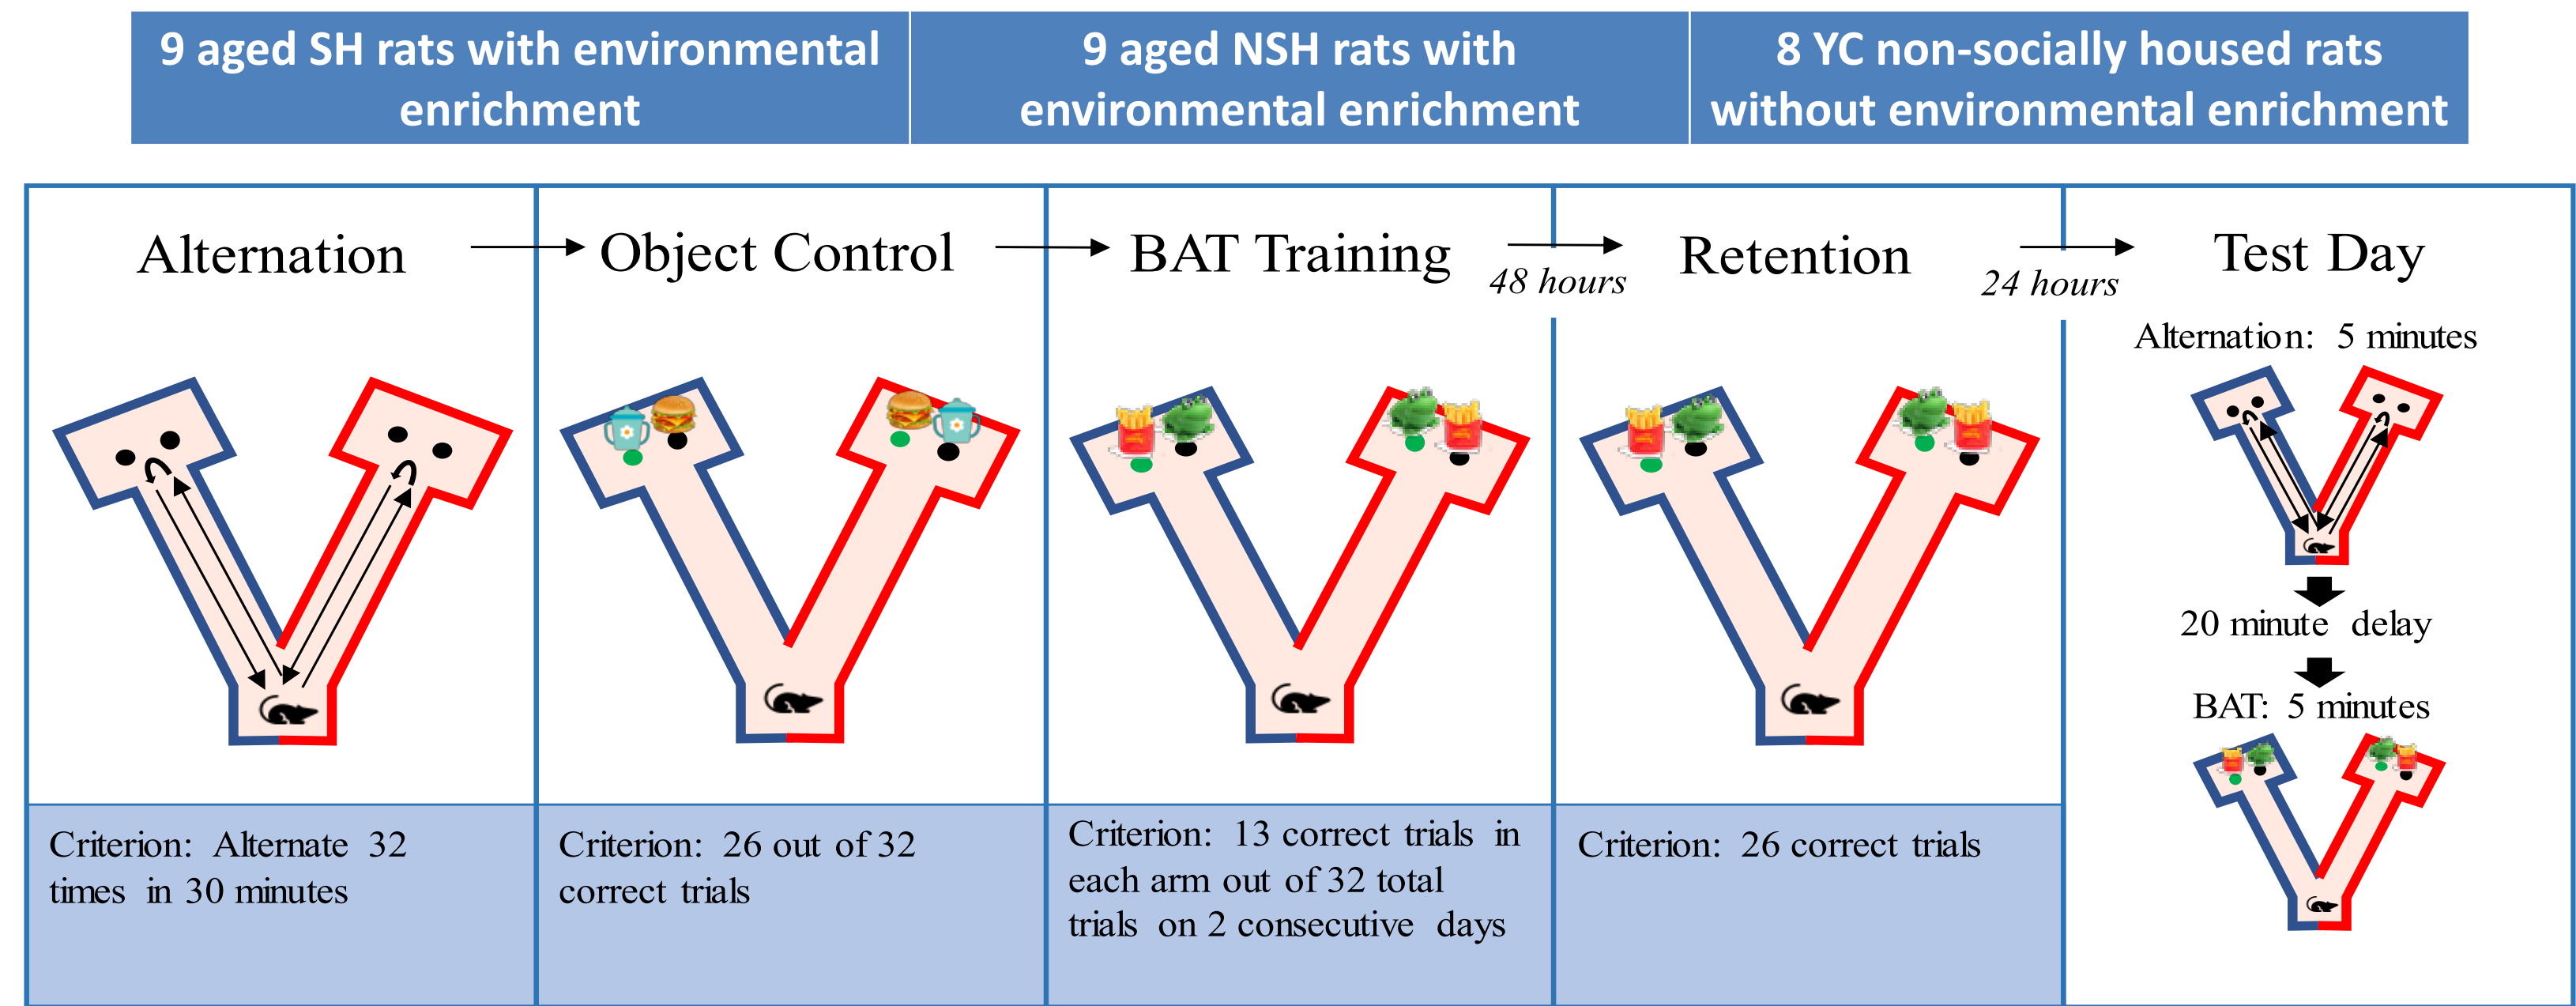 9 aged SH rats with environmental
enrichment
9 aged NSH rats with
environmental enrichment
8 YC non-socially housed rats
without environmental enrichment
Alternation
Object Control
BAT Training
48 hours
Retention
24 hours
Test Day
Alternation: 5 minutes
20 minute delay
BAT: 5 minutes
Criterion: Alternate 32
times in 30 minutes
Criterion: 26 out of 32
correct trials
Criterion: 13 correct trials in
each arm out of 32 total
trials on 2 consecutive days
Criterion: 26 correct trials